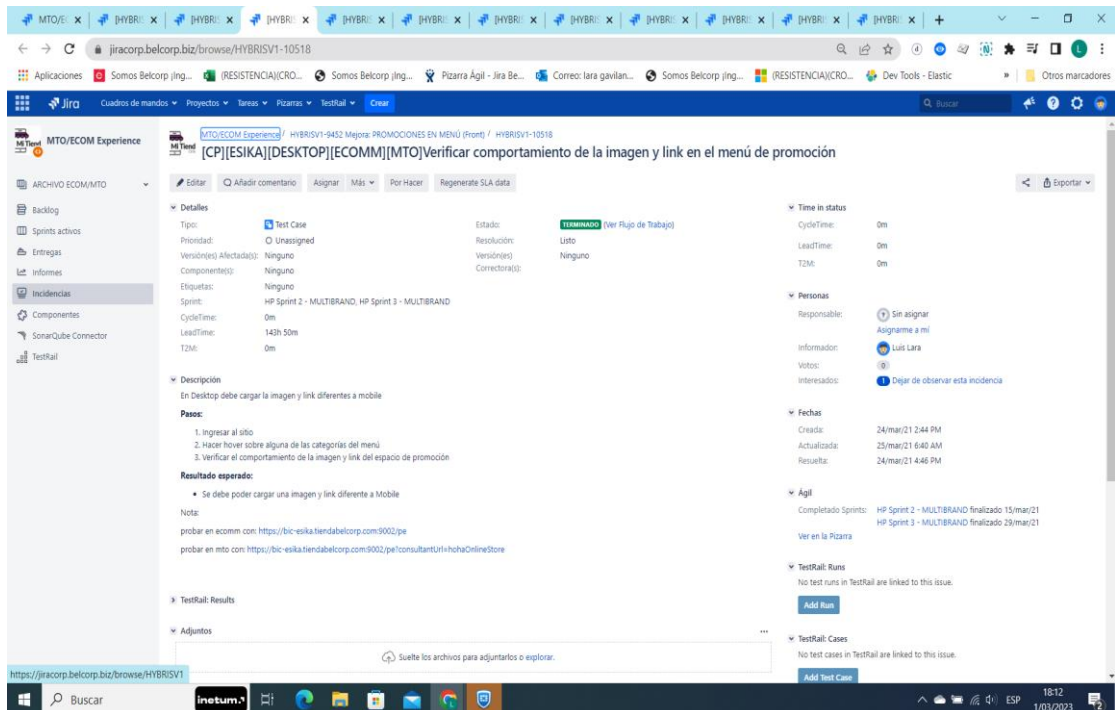 MTO/EC [HYBRIS [HYBRIS [HYBRIS [HYBRIS [HYBRIS [HYBRIS [HYBRIS [HYBRIS [HYBRIS [HYBRIS [HYBRIS
jiracorp.belcorp.biz/browse/HYBRISV1-10518
Aplicaciones Somos Belcorp ¡Ing... (RESISTENCIA)(CRO... Somos Belcorp ¡Ing... Pizarra Ágil - Jira Be... Correo: lara gavilan... Somos Belcorp ¡Ing... (RESISTENCIA)(CRO... Dev Tools - Elastic » Otros marcadores
Jira Cuadros de mandos Proyectos Tareas Pizarras TestRail Crear Buscar
Mi Tiend MTO/ECOM Experience
ARCHIVO ECOM/MTO
Backlog
Sprints activos
Entregas
Informes
Incidencias
Componentes
SonarQube Connector
TestRail
Mi Tiend MTO/ECOM Experience / HYBRISV1-9452 Mejora: PROMOCIONES EN MENÚ (Front) / HYBRISV1-10518
[CP][ESIKA][DESKTOP][ECOMM][MTO]Verificar comportamiento de la imagen y link en el menú de promoción
Editar Añadir comentario Asignar Más Por Hacer Regenerate SLA data Exportar
Detalles
Tipo: Test Case Estado: TERMINADO (Ver Flujo de Trabajo)
Prioridad: Unassigned Resolución: Listo
Versión(es) Afectada(s): Ninguno Versión(es) Correctora(s): Ninguno
Componente(s): Ninguno
Etiquetas: Ninguno
Sprint: HP Sprint 2 - MULTIBRAND, HP Sprint 3 - MULTIBRAND
CycleTime: 0m
LeadTime: 143h 50m
T2M: 0m
Descripción
En Desktop debe cargar la imagen y link diferentes a mobile
Pasos:
1. Ingresar al sitio
2. Hacer hover sobre alguna de las categorías del menú
3. Verificar el comportamiento de la imagen y link del espacio de promoción
Resultado esperado:
• Se debe poder cargar una imagen y link diferente a Mobile
Nota:
probar en ecomm con: https://bic-esika.tiendabelcorp.com:9002/pe
probar en mto con: https://bic-esika.tiendabelcorp.com:9002/pe?consultantUrl=hohaOnlineStore
TestRail: Results
Adjuntos
Suelte los archivos para adjuntarlos o explorar.
Time in status
CycleTime: 0m
LeadTime: 0m
T2M: 0m
Personas
Responsable: Sin asignar
Asignarme a mí
Informador: Luis Lara
Votos: 0
Interesados: 1 Dejar de observar esta incidencia
Fechas
Creada: 24/mar/21 2:44 PM
Actualizada: 25/mar/21 6:40 AM
Resuelta: 24/mar/21 4:46 PM
Ágil
Completado Sprints: HP Sprint 2 - MULTIBRAND finalizado 15/mar/21
HP Sprint 3 - MULTIBRAND finalizado 29/mar/21
Ver en la Pizarra
TestRail: Runs
No test runs in TestRail are linked to this issue.
Add Run
TestRail: Cases
No test cases in TestRail are linked to this issue.
Add Test Case
https://jiracorp.belcorp.biz/browse/HYBRISV1
Buscar inetum. ESP 18:12
1/03/2023